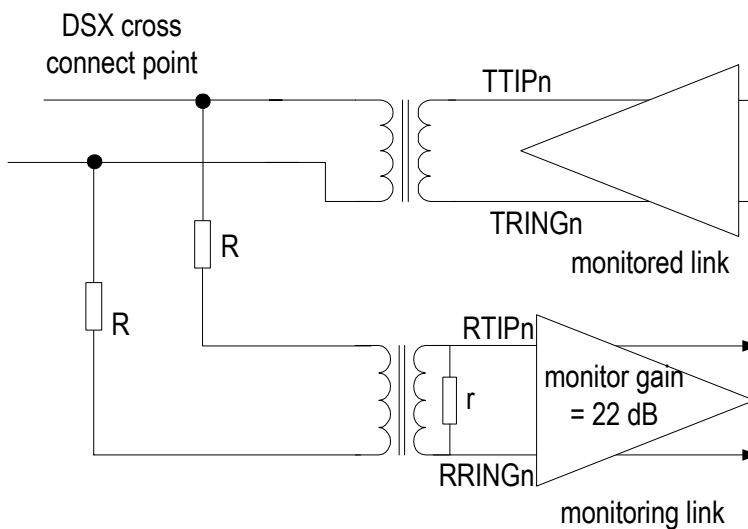 DSX cross
connect point
TTIPn
TRINGn
monitored link
R
R
RTIPn
monitor gain
= 22 dB
r
RRINGn
monitoring link